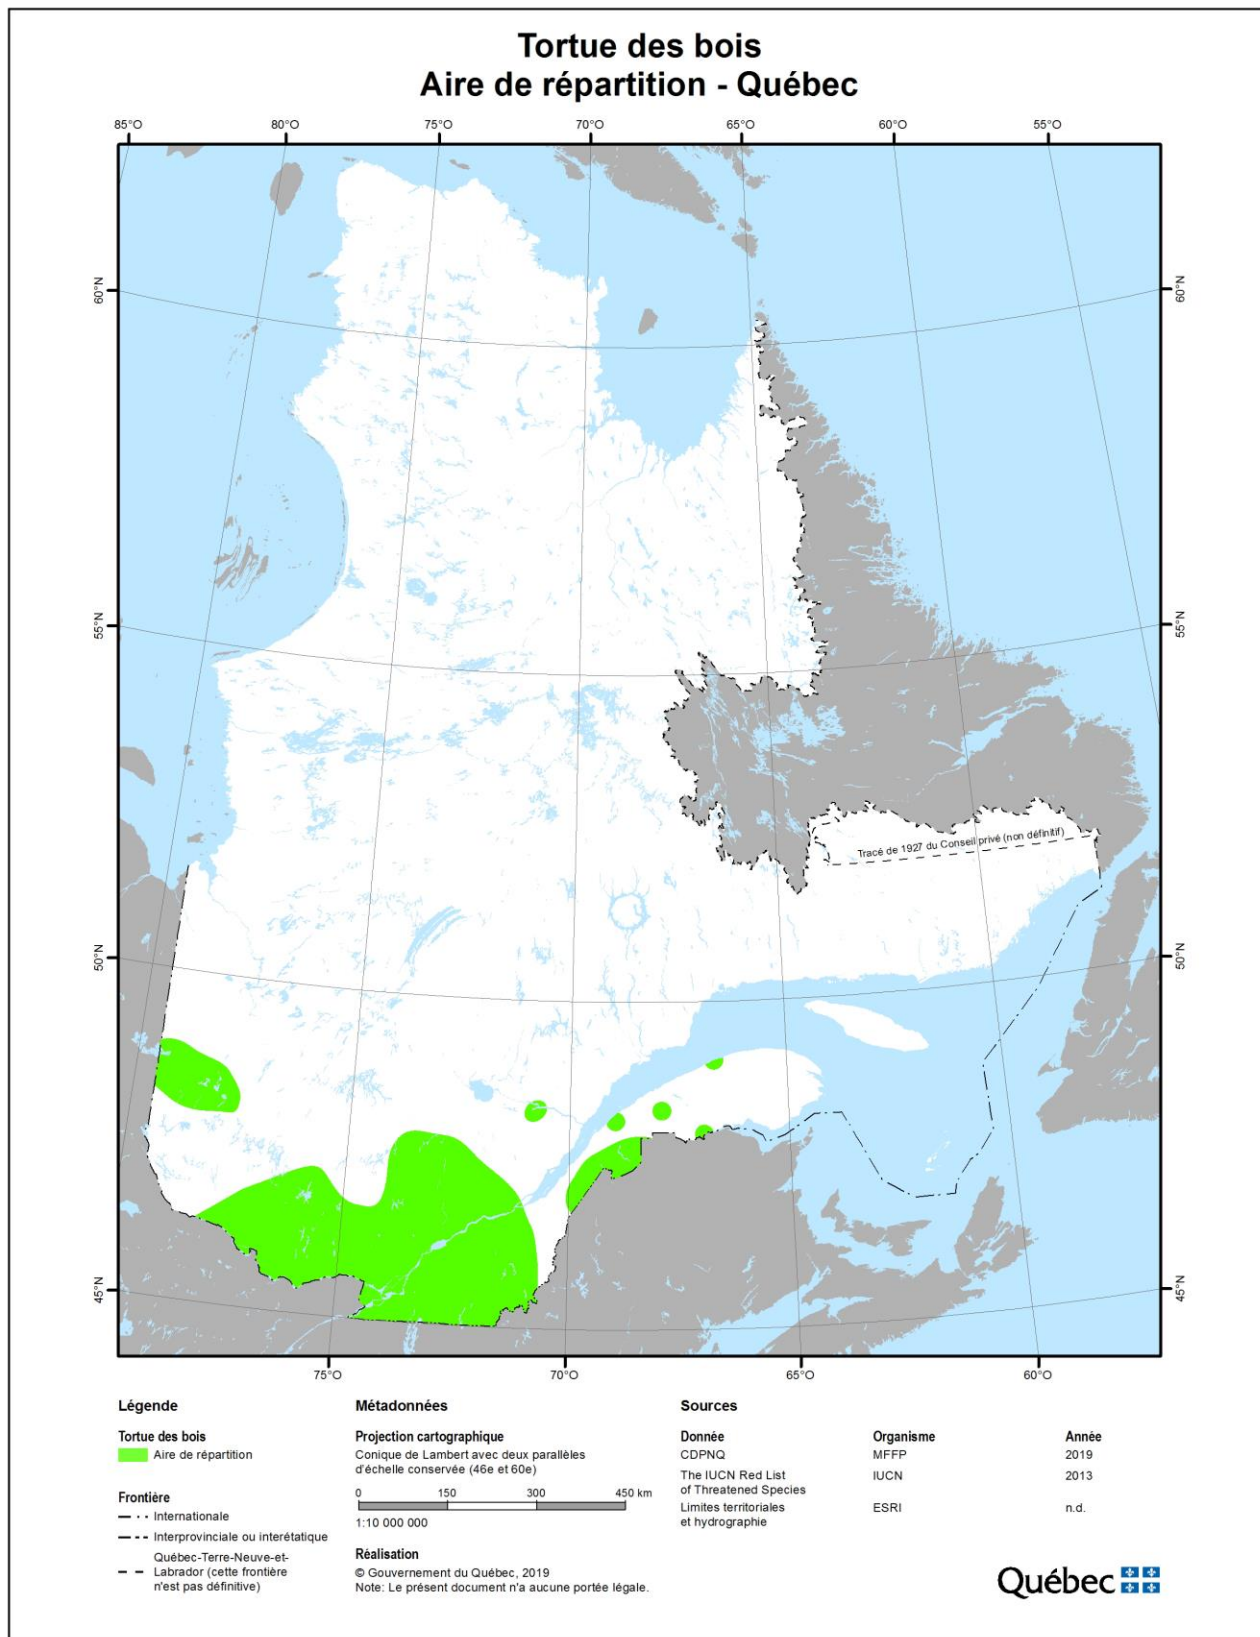 Tortue des bois
Aire de répartition - Québec
85°O 80°O 75°O 70°O 65°O 60°O 55°O
60°N 60°N
55°N 55°N
Tracé de 1927 du Conseil privé (non définitif)
50°N 50°N
45°N 45°N
75°O 70°O 65°O 60°O
Légende
Tortue des bois
Aire de répartition
Frontière
Internationale
Interprovinciale ou interétatique
Québec-Terre-Neuve-et-
Labrador (cette frontière
n'est pas définitive)
Métadonnées
Projection cartographique
Conique de Lambert avec deux parallèles
d'échelle conservée (46e et 60e)
0 150 300 450 km
1:10 000 000
Réalisation
© Gouvernement du Québec, 2019
Note: Le présent document n'a aucune portée légale.
Sources
Donnée Organisme Année
CDPNQ MFFP 2019
The IUCN Red List IUCN 2013
of Threatened Species
Limites territoriales ESRI n.d.
et hydrographie
Québec